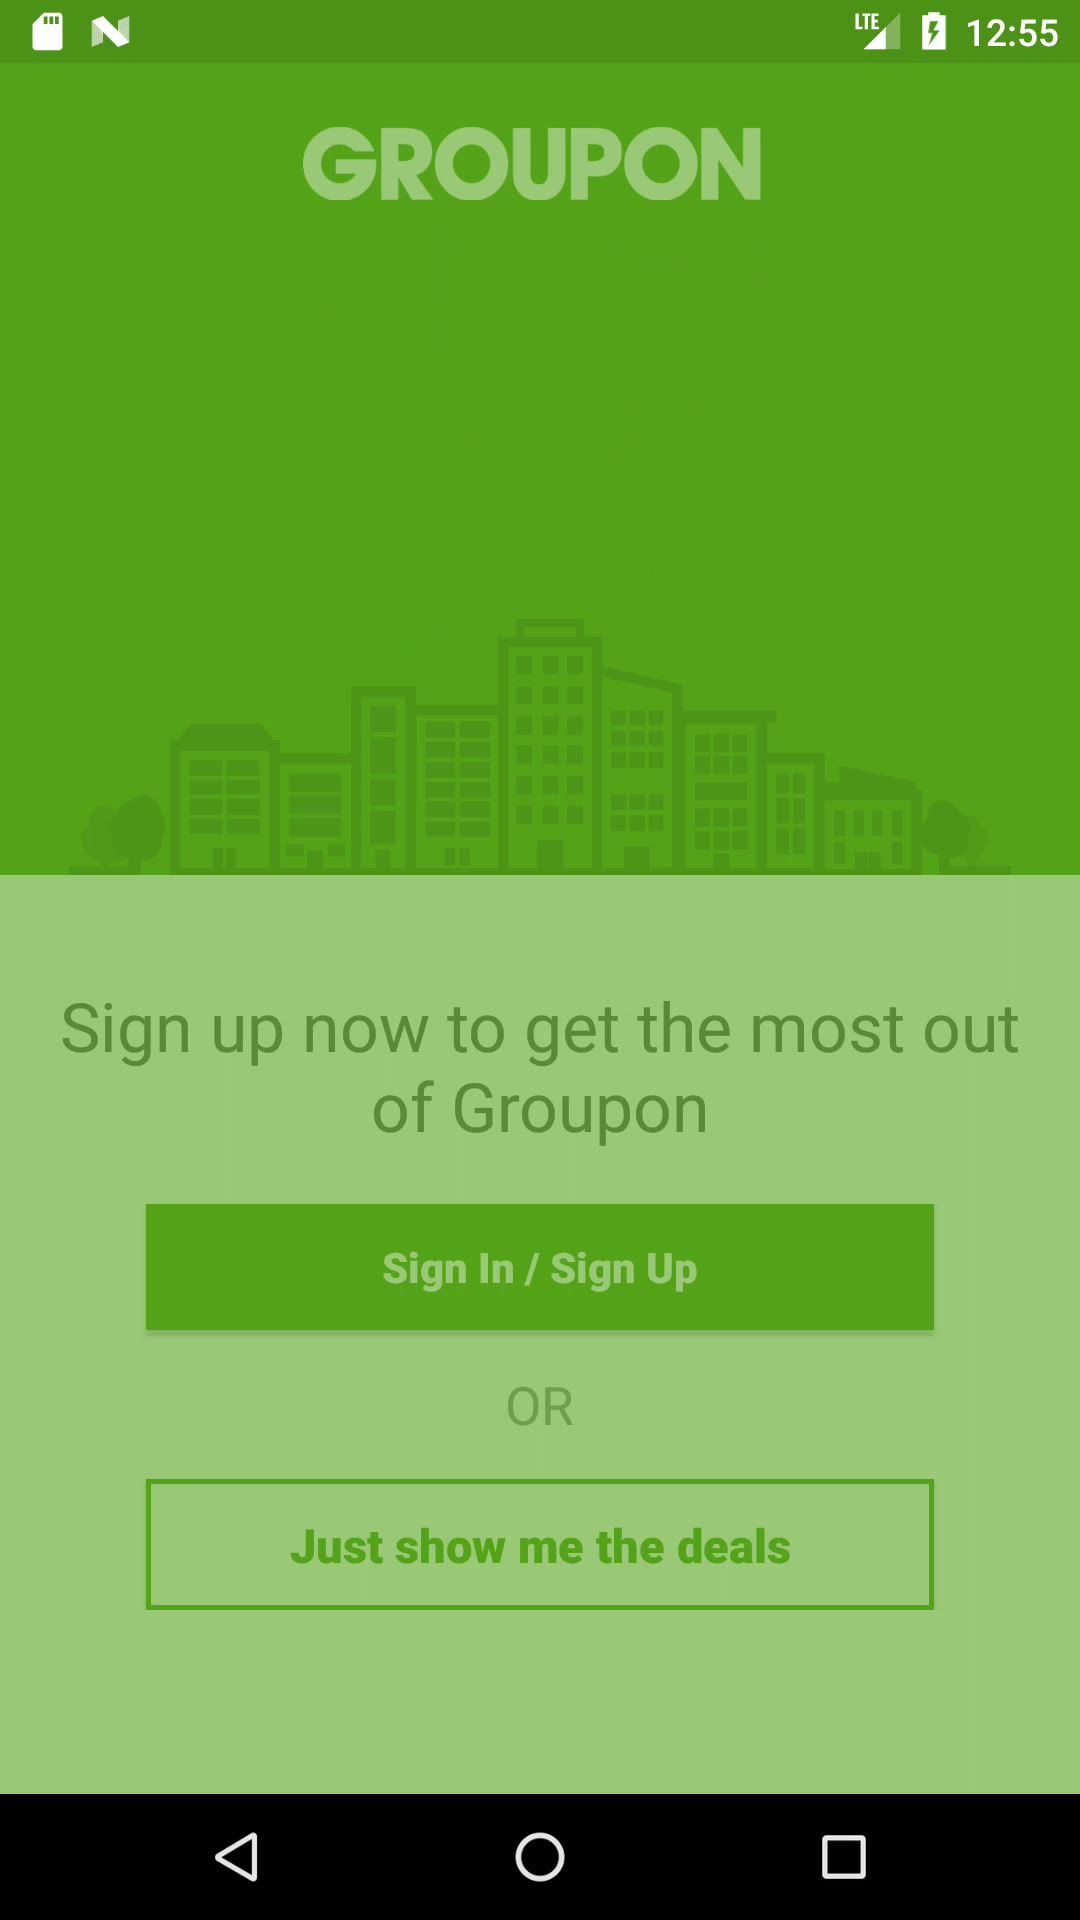 LTE 12:55
GROUPON
Sign up now to get the most out
of Groupon
Sign In / Sign Up
OR
Just show me the deals